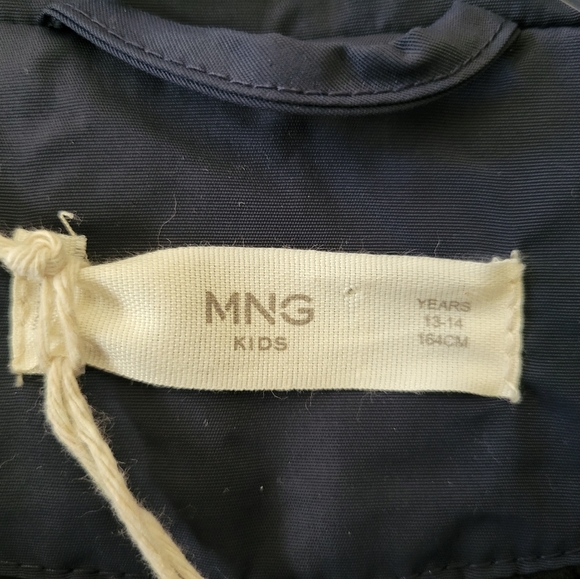 MNG
KIDS
YEARS
13-14
164CM